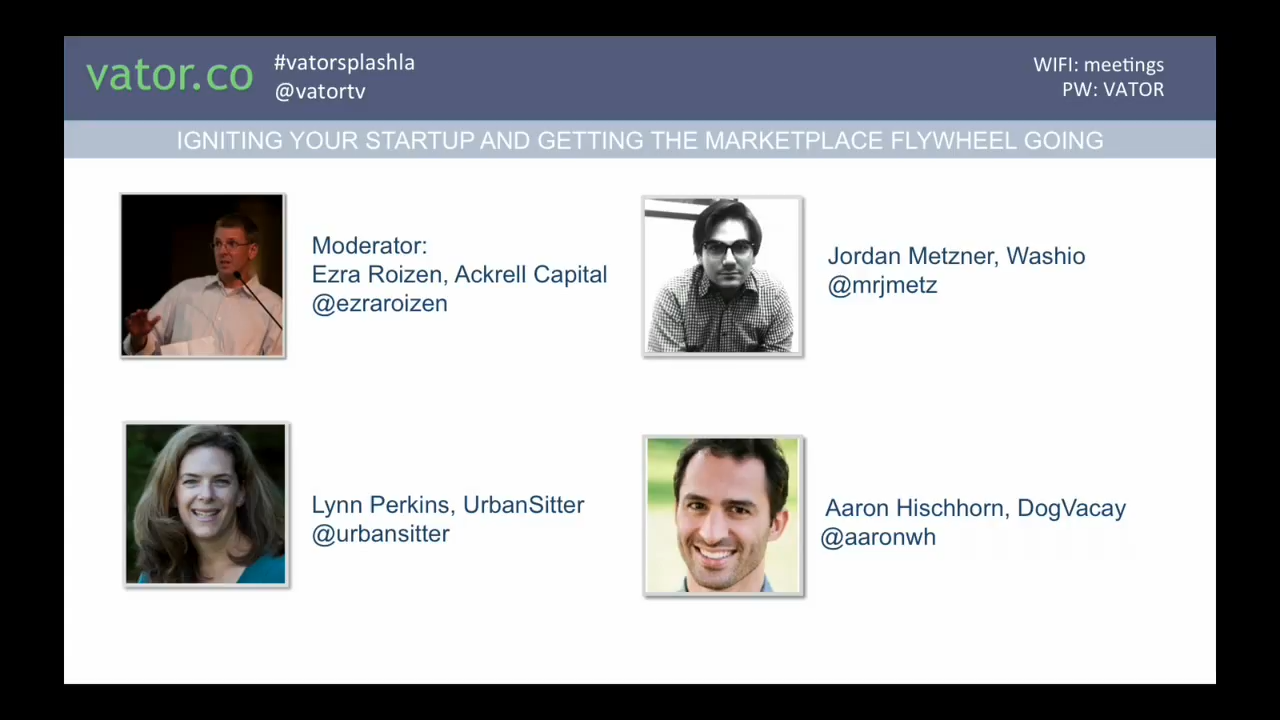 vator.co
#vatorsplashla
@vatortv
WIFI: meetings
PW: VATOR
IGNITING YOUR STARTUP AND GETTING THE MARKETPLACE FLYWHEEL GOING
Moderator:
Ezra Roizen, Ackrell Capital
@ezraroizen
Jordan Metzner, Washio
@mrjmetz
Lynn Perkins, UrbanSitter
@urbansitter
Aaron Hischhorn, DogVacay
@aaronwh